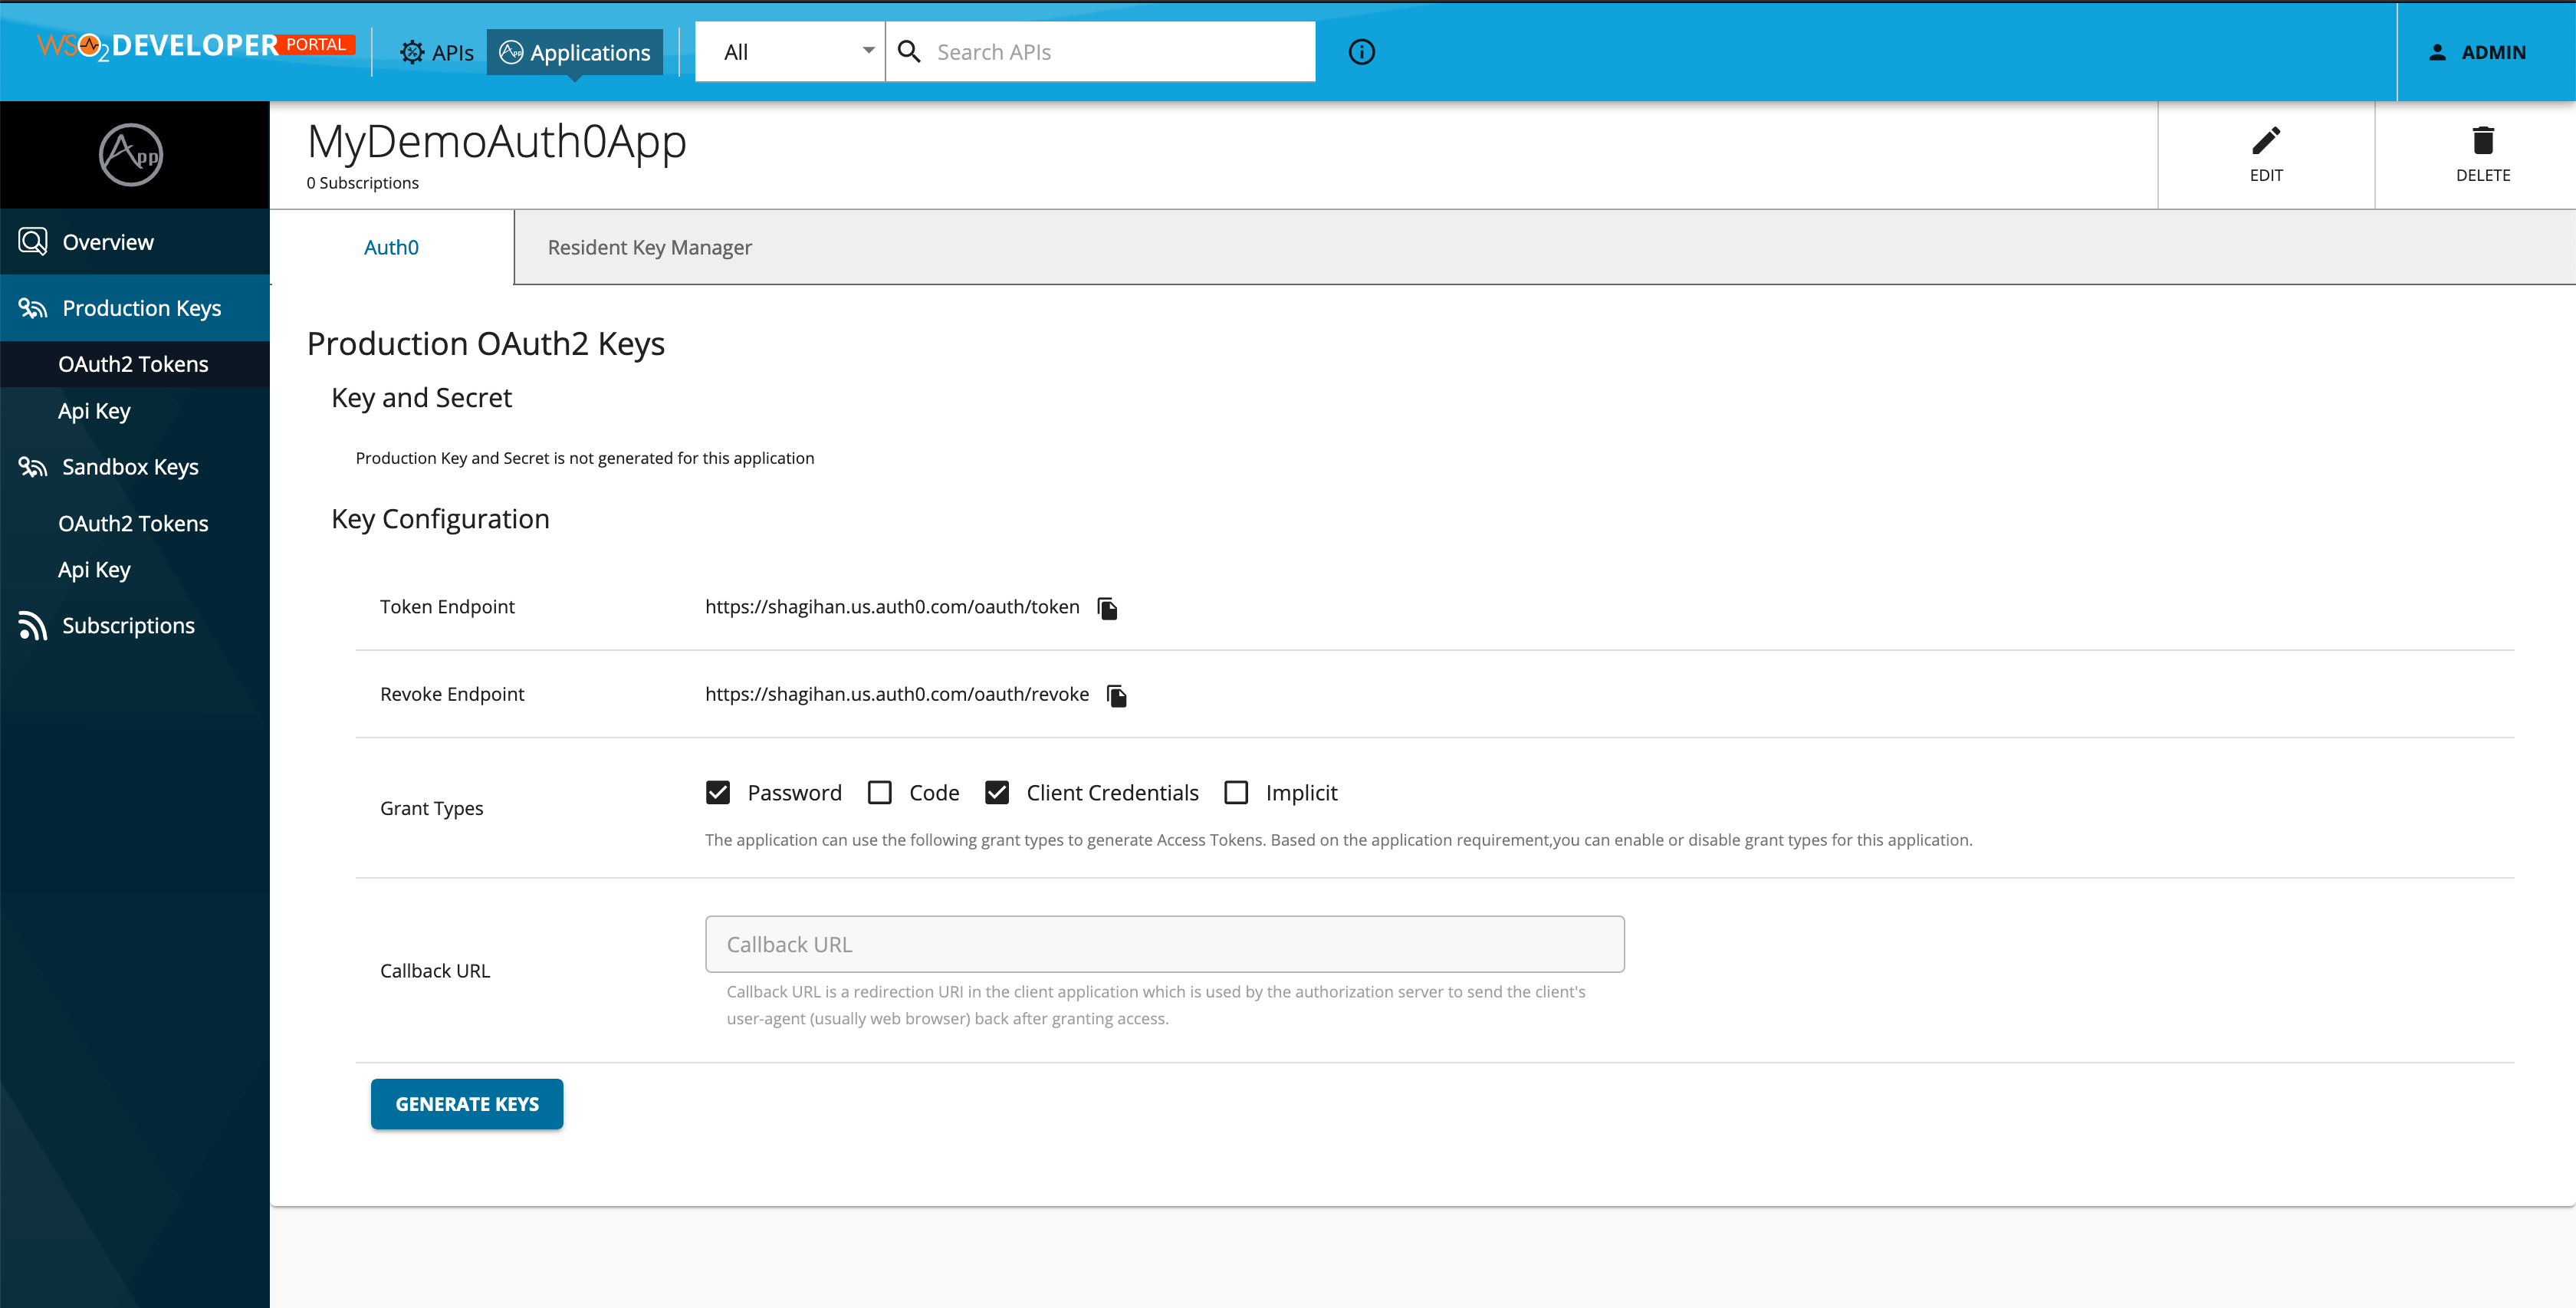 WSO2 DEVELOPER PORTAL
APIs
App
Applications
All
Search APIs
ADMIN
App
MyDemoAuth0App
0 Subscriptions
EDIT
DELETE
Overview
Production Keys
OAuth2 Tokens
Api Key
Sandbox Keys
OAuth2 Tokens
Api Key
Subscriptions
Auth0
Resident Key Manager
Production OAuth2 Keys
Key and Secret
Production Key and Secret is not generated for this application
Key Configuration
Token Endpoint
https://shagihan.us.auth0.com/oauth/token
Revoke Endpoint
https://shagihan.us.auth0.com/oauth/revoke
Grant Types
Password
Code
Client Credentials
Implicit
The application can use the following grant types to generate Access Tokens. Based on the application requirement,you can enable or disable grant types for this application.
Callback URL
Callback URL
Callback URL is a redirection URI in the client application which is used by the authorization server to send the client's
user-agent (usually web browser) back after granting access.
GENERATE KEYS